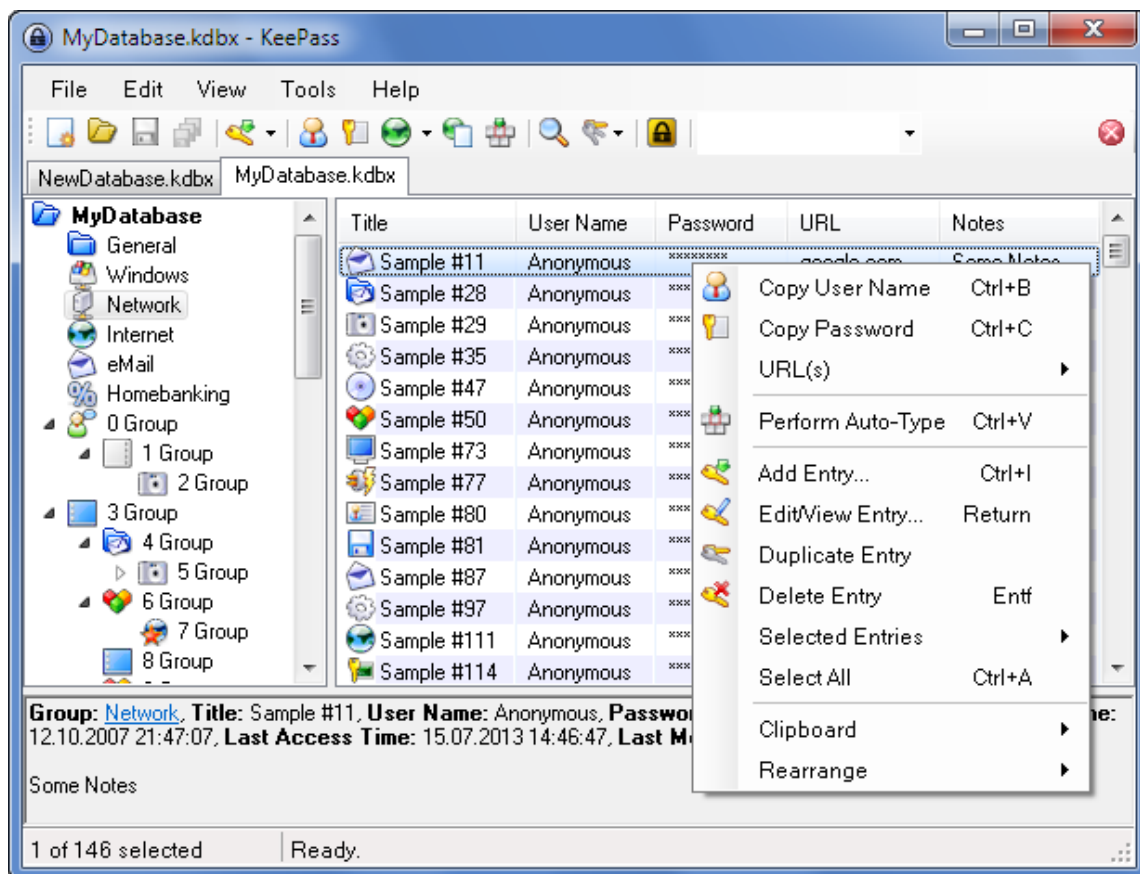 MyDatabase.kdbx - KeePass
File Edit View Tools Help
NewDatabase.kdbx MyDatabase.kdbx
MyDatabase
General
Windows
Network
Internet
eMail
Homebanking
0 Group
1 Group
2 Group
3 Group
4 Group
5 Group
6 Group
7 Group
8 Group
Title User Name Password URL Notes
Sample #11 Anonymous ******** google.com Some Notes
Sample #28 Anonymous ***
Sample #29 Anonymous ***
Sample #35 Anonymous ***
Sample #47 Anonymous ***
Sample #50 Anonymous ***
Sample #73 Anonymous ***
Sample #77 Anonymous ***
Sample #80 Anonymous ***
Sample #81 Anonymous ***
Sample #87 Anonymous ***
Sample #97 Anonymous ***
Sample #111 Anonymous ***
Sample #114 Anonymous ***
Copy User Name Ctrl+B
Copy Password Ctrl+C
URL(s)
Perform Auto-Type Ctrl+V
Add Entry... Ctrl+I
Edit/View Entry... Return
Duplicate Entry
Delete Entry Entf
Selected Entries
Select All Ctrl+A
Clipboard
Rearrange
Group: Network, Title: Sample #11, User Name: Anonymous,
12.10.2007 21:47:07, Last Access Time: 15.07.2013 14:46:47, Last
Some Notes
1 of 146 selected Ready.